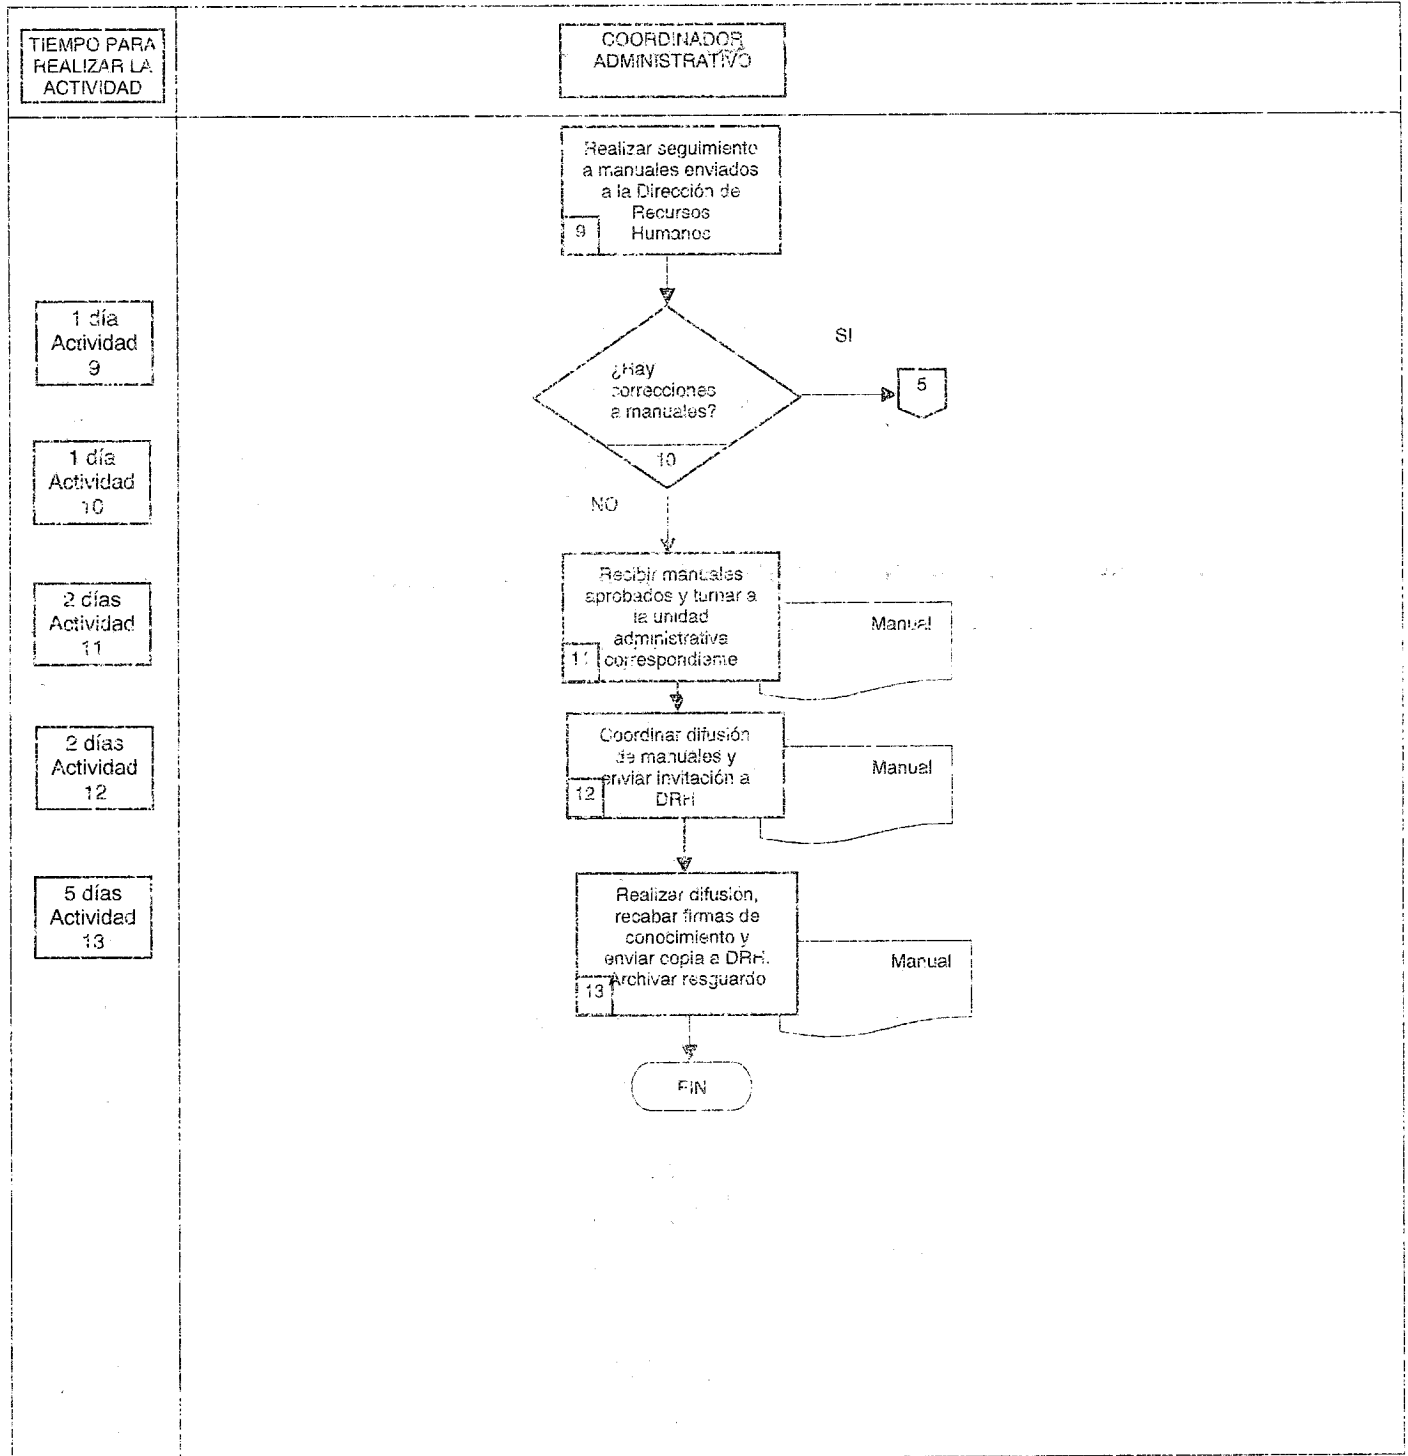 TIEMPO PARA
REALIZAR LA
ACTIVIDAD
COORDINADOR
ADMINISTRATIVO
Realizar seguimiento
a manuales enviados
a la Dirección de
Recursos
Humanos
9
1 día
Actividad
9
¿Hay
correcciones
a manuales?
10
SI
5
1 día
Actividad
10
NO
2 días
Actividad
11
Recibir manuales
aprobados y turnar a
la unidad
administrativa
correspondiente
11
Manual
2 días
Actividad
12
Coordinar difusión
de manuales y
enviar invitación a
DRH
12
Manual
5 días
Actividad
13
Realizar difusión,
recabar firmas de
conocimiento y
enviar copia a DRH.
Archivar resguardo
13
Manual
FIN